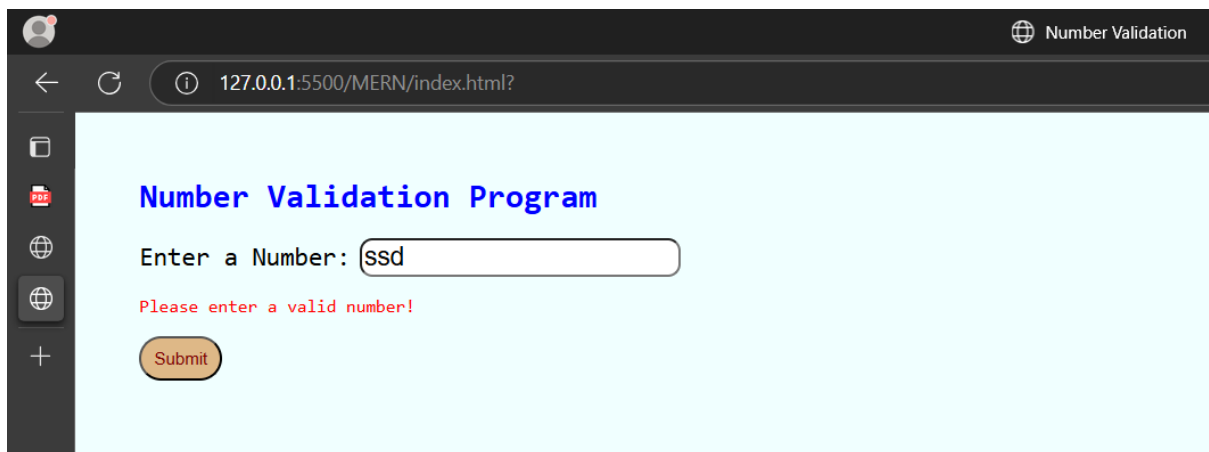 Number Validation
127.0.0.1:5500/MERN/index.html?
PDF
Number Validation Program
Enter a Number: ssd
Please enter a valid number!
Submit